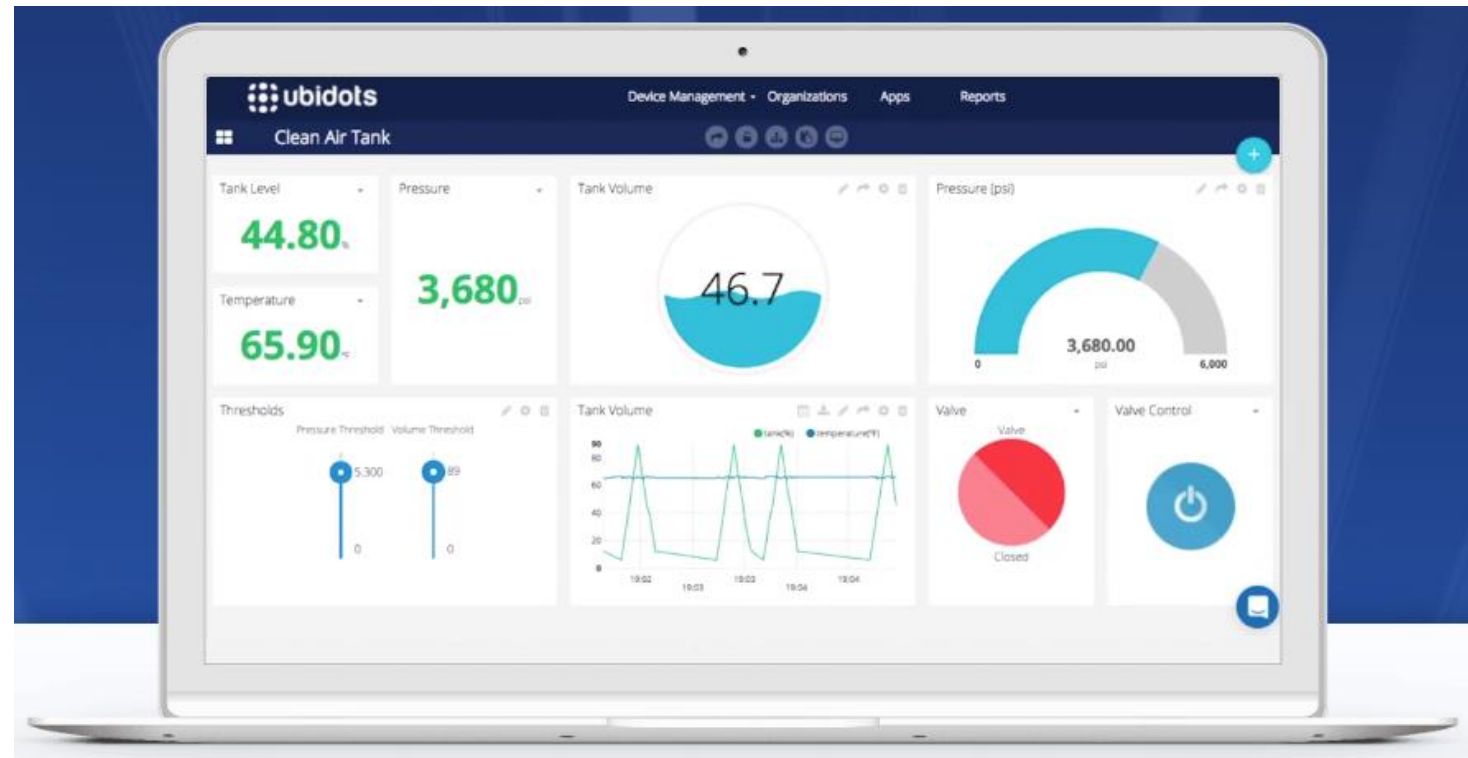 ubidots
Device Management Organizations Apps Reports
Clean Air Tank
Tank Level
44.80
%
Temperature
65.90
°F
Pressure
3,680
psi
Tank Volume
46.7
Pressure (psi)
3,680.00
psi
0
6,000
Thresholds
Pressure Threshold
5.300
0
Volume Threshold
89
0
Tank Volume
tank(%) temperature(°F)
90
80
60
40
20
0
19:02 19:03 19:03 19:04 19:04
Valve
Valve
Closed
Valve Control